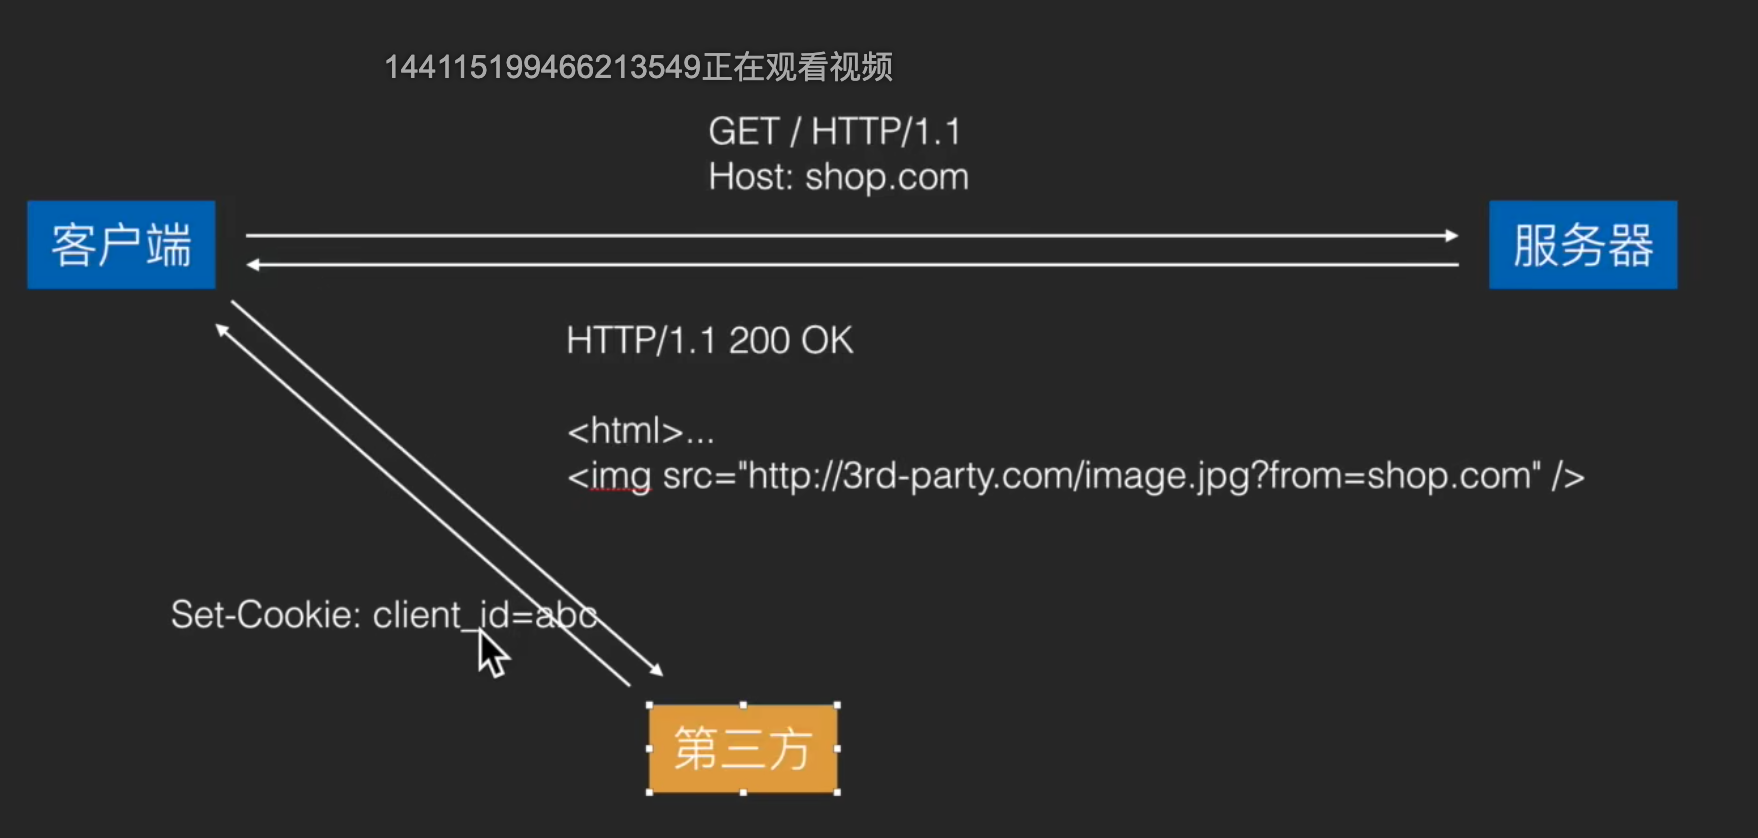 144115199466213549正在观看视频
GET / HTTP/1.1
Host: shop.com
客户端
服务器
HTTP/1.1 200 OK
<html>...
<img src="http://3rd-party.com/image.jpg?from=shop.com" />
Set-Cookie: client_id=abc
第三方